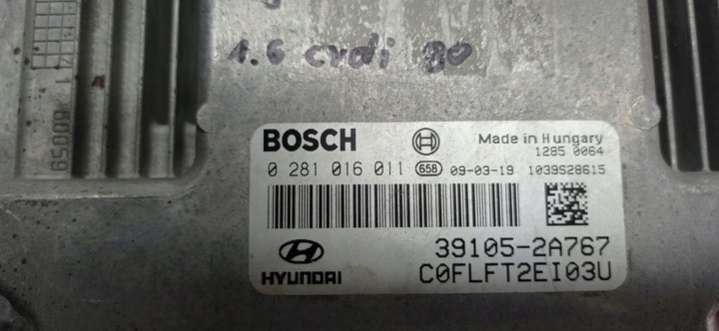 1.6 crdi 90
BOSCH
Made in Hungary
1285 0064
0 281 016 011 658 09-03-19 1039S28615
39105-2A767
HYUNDAI
C0FLFT2EI03U